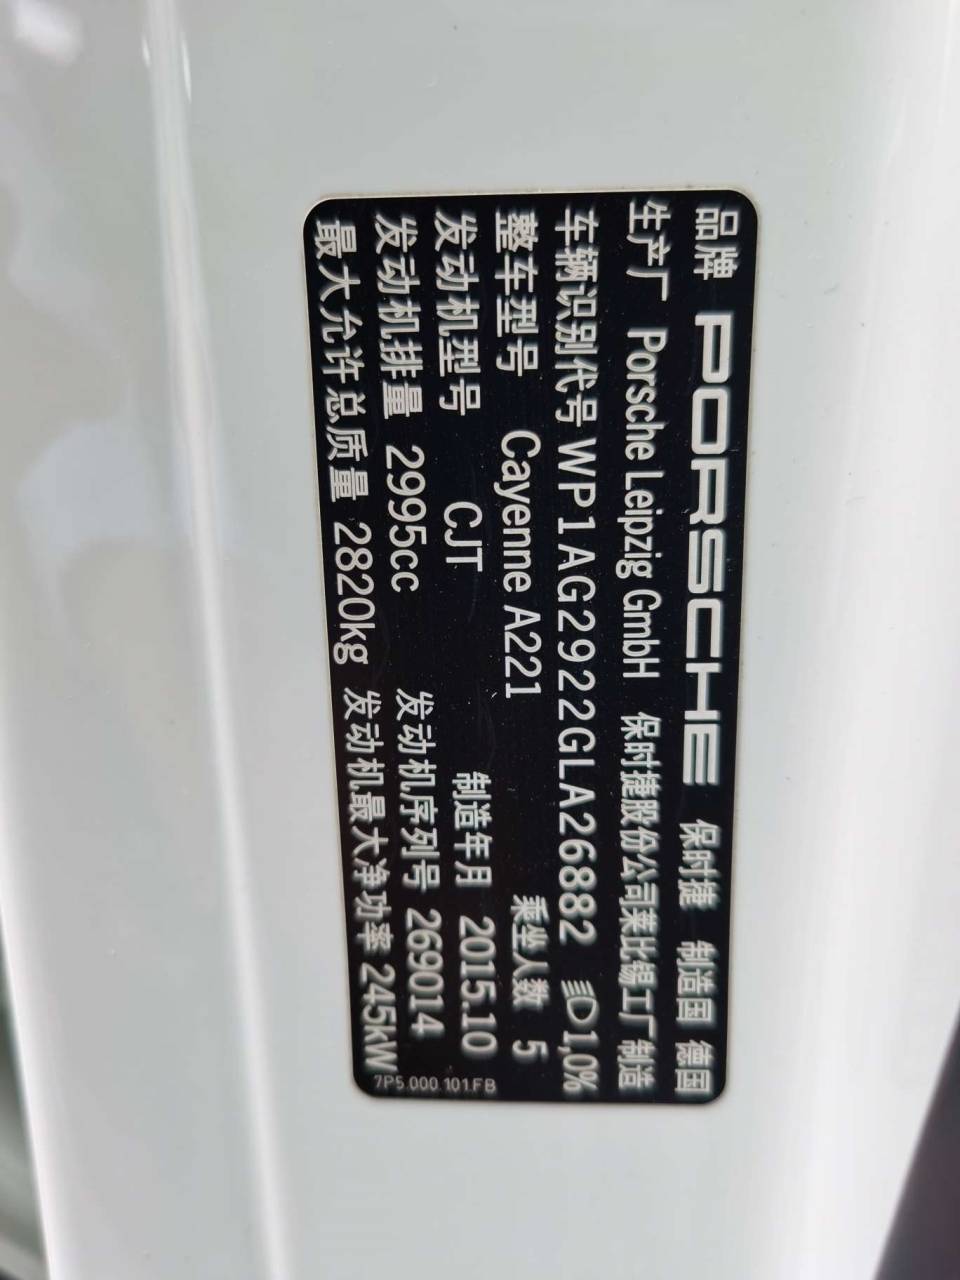 品牌 PORSCHE 保时捷 制造国 德国
生产厂 Porsche Leipzig GmbH 保时捷股份公司莱比锡工厂制造
车辆识别代号 WP1AG2922GLA26882 1,0%
整车型号 Cayenne A221 乘坐人数 5
发动机型号 CJT 制造年月 2015.10
发动机排量 2995cc 发动机序列号 269014
最大允许总质量 2820kg 发动机最大净功率 245kW
7P5.000.101.FB